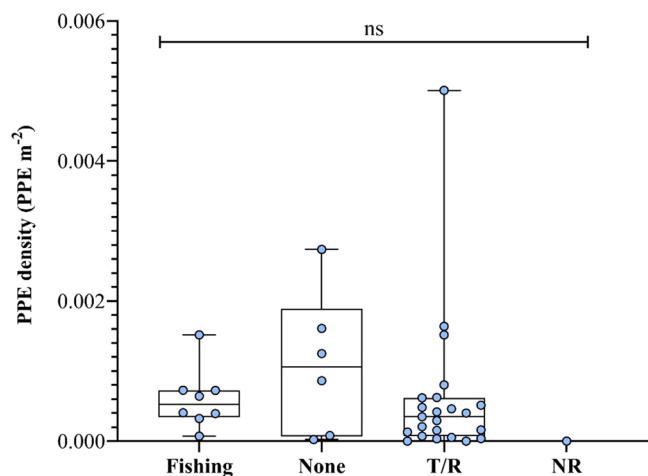 ns
0.006
0.004
0.002
0.000
PPE density (PPE m⁻²)
Fishing None T/R NR